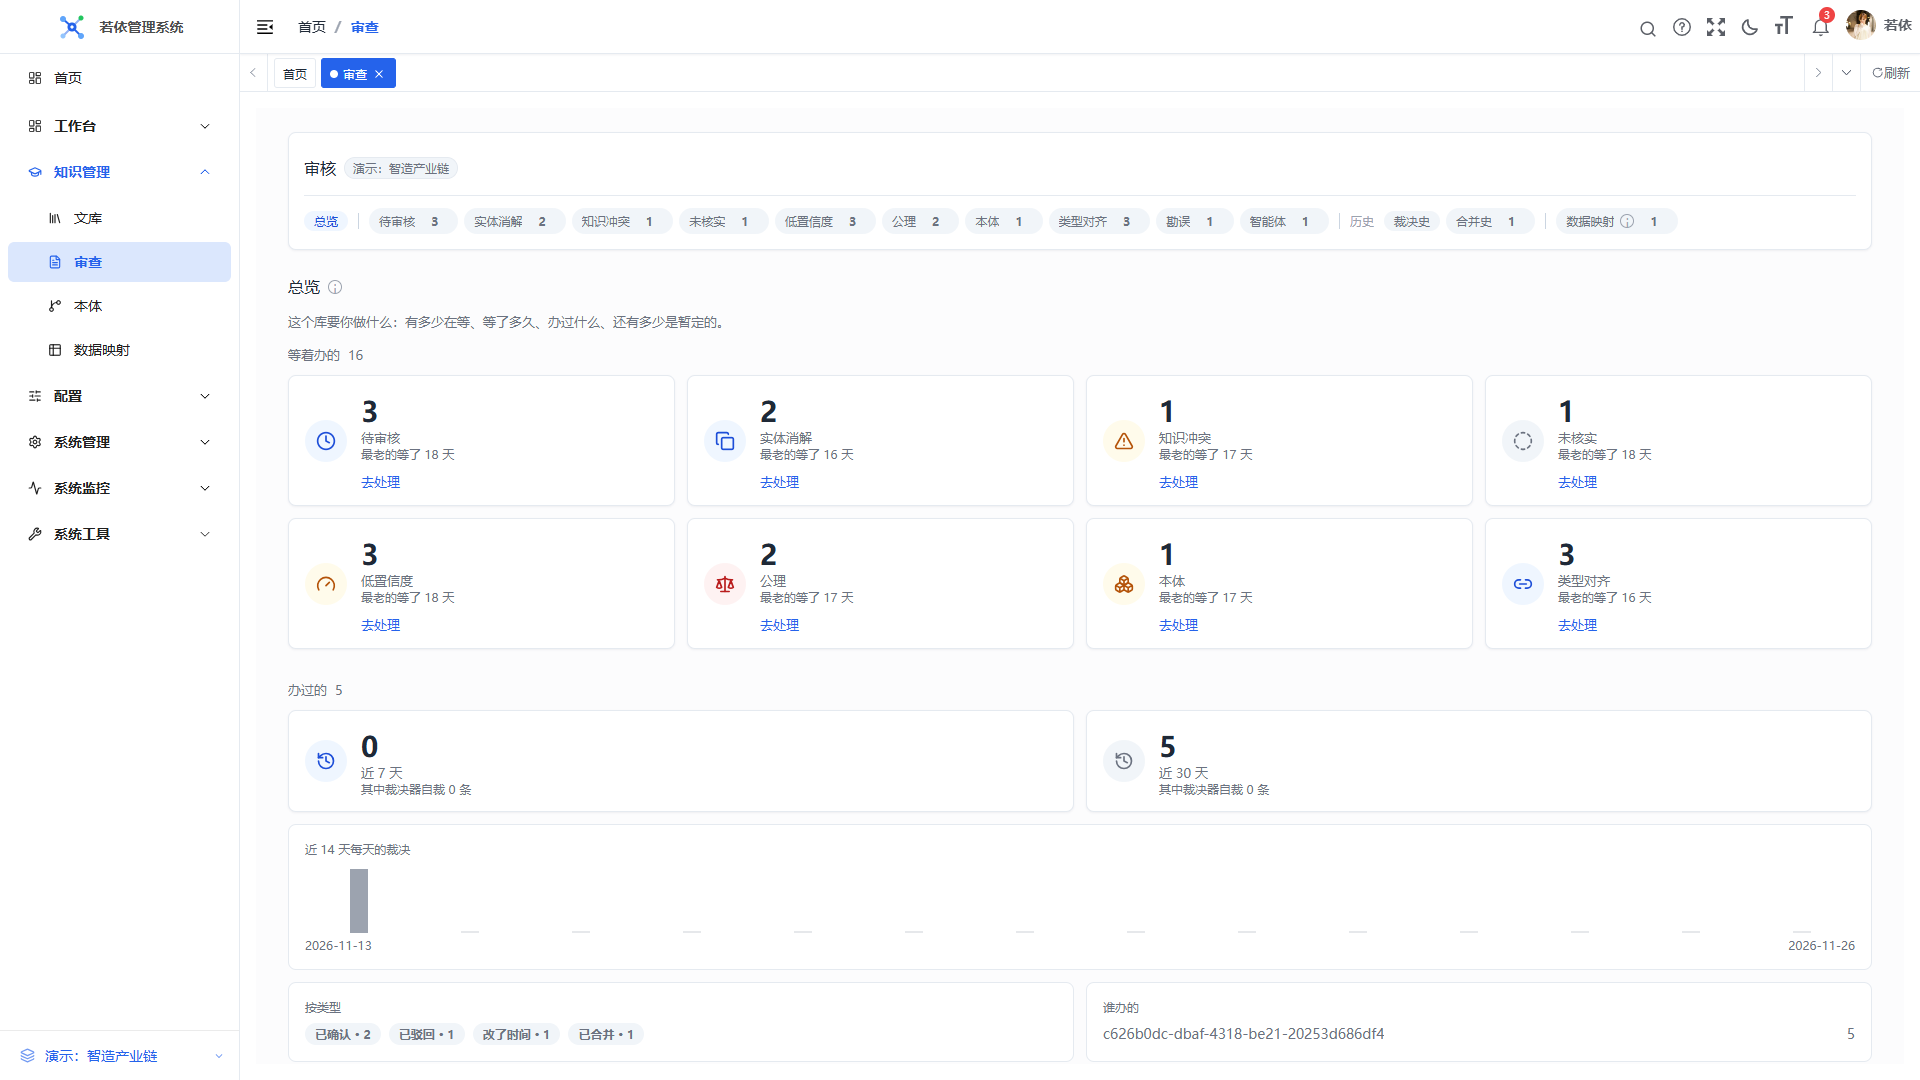 若依管理系统
首页 / 审查
3
若依
首页
审查
刷新
首页
工作台
知识管理
文库
审查
本体
数据映射
配置
系统管理
系统监控
系统工具
演示：智造产业链
审核 演示：智造产业链
总览 待审核 3 实体消解 2 知识冲突 1 未核实 1 低置信度 3 公理 2 本体 1 类型对齐 3 勘误 1 智能体 1 历史 裁决史 合并史 1 数据映射 1
总览
这个库要你做什么：有多少在等、等了多久、办过什么、还有多少是暂定的。
等着办的 16
3
待审核
最老的等了 18 天
去处理
2
实体消解
最老的等了 16 天
去处理
1
知识冲突
最老的等了 17 天
去处理
1
未核实
最老的等了 18 天
去处理
3
低置信度
最老的等了 18 天
去处理
2
公理
最老的等了 17 天
去处理
1
本体
最老的等了 17 天
去处理
3
类型对齐
最老的等了 16 天
去处理
办过的 5
0
近 7 天
其中裁决器自裁 0 条
5
近 30 天
其中裁决器自裁 0 条
近 14 天每天的裁决
2026-11-13
2026-11-26
按类型
已确认 · 2 已驳回 · 1 改了时间 · 1 已合并 · 1
谁办的
c626b0dc-dbaf-4318-be21-20253d686df4 5